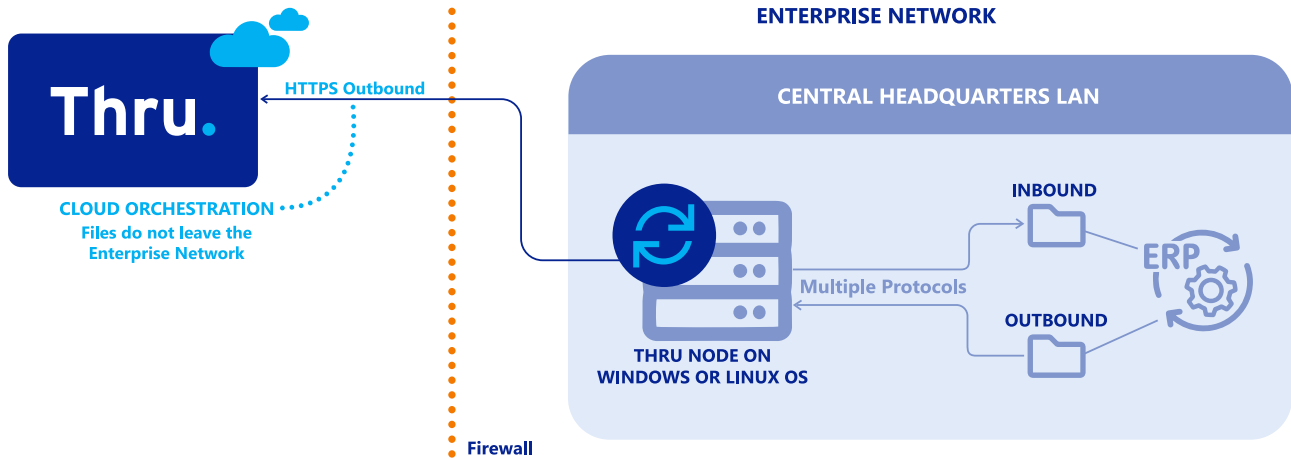 ENTERPRISE NETWORK
Thru.
HTTPS Outbound
CENTRAL HEADQUARTERS LAN
CLOUD ORCHESTRATION
Files do not leave the
Enterprise Network
INBOUND
ERP
Multiple Protocols
OUTBOUND
THRU NODE ON
WINDOWS OR LINUX OS
Firewall